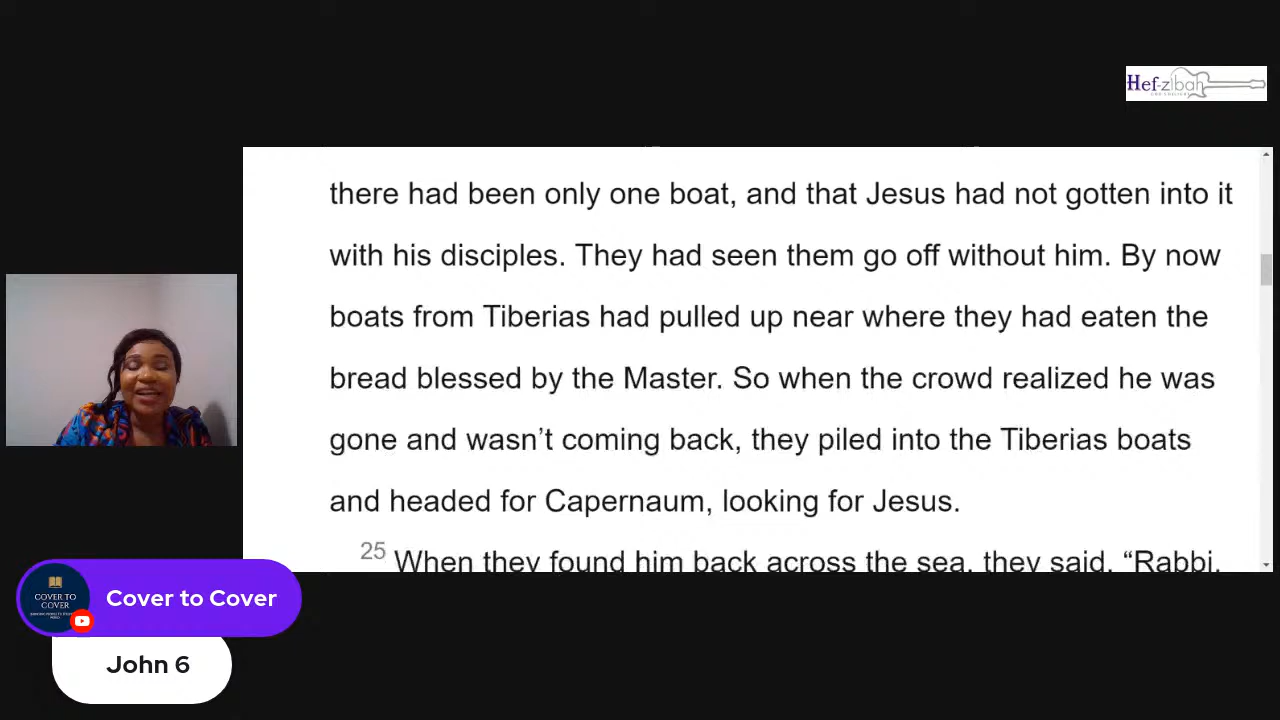 Hef-zibah
there had been only one boat, and that Jesus had not gotten into it
with his disciples. They had seen them go off without him. By now
boats from Tiberias had pulled up near where they had eaten the
bread blessed by the Master. So when the crowd realized he was
gone and wasn’t coming back, they piled into the Tiberias boats
and headed for Capernaum, looking for Jesus.
25 When they found him back across the sea, they said, “Rabbi,
COVER TO
COVER
Cover to Cover
John 6